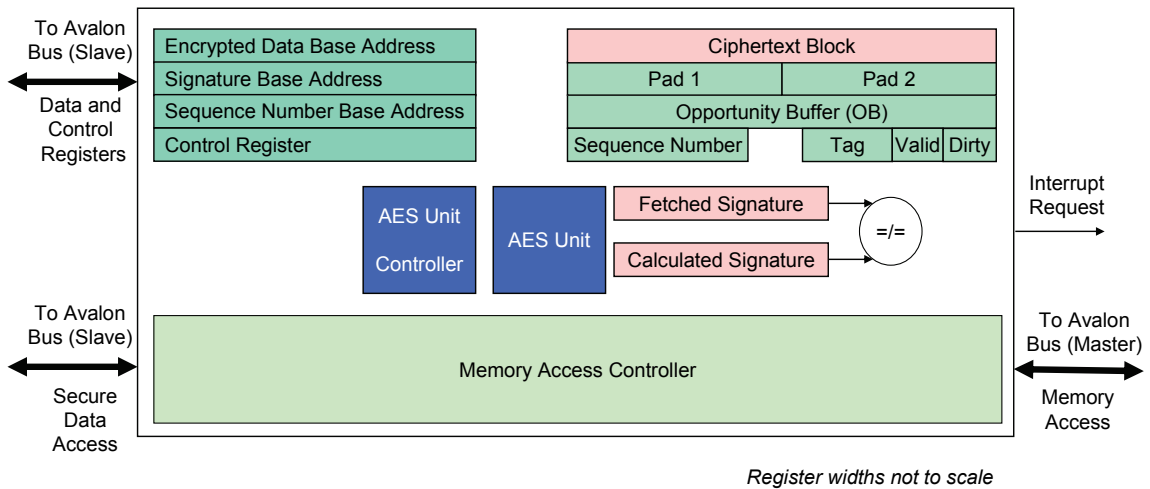 To Avalon
Bus (Slave)
Data and
Control
Registers
Encrypted Data Base Address
Signature Base Address
Sequence Number Base Address
Control Register
Ciphertext Block
Pad 1
Pad 2
Opportunity Buffer (OB)
Sequence Number
Tag
Valid
Dirty
AES Unit
Controller
AES Unit
Fetched Signature
Calculated Signature
=/=
Interrupt
Request
To Avalon
Bus (Slave)
Secure
Data
Access
Memory Access Controller
To Avalon
Bus (Master)
Memory
Access
Register widths not to scale